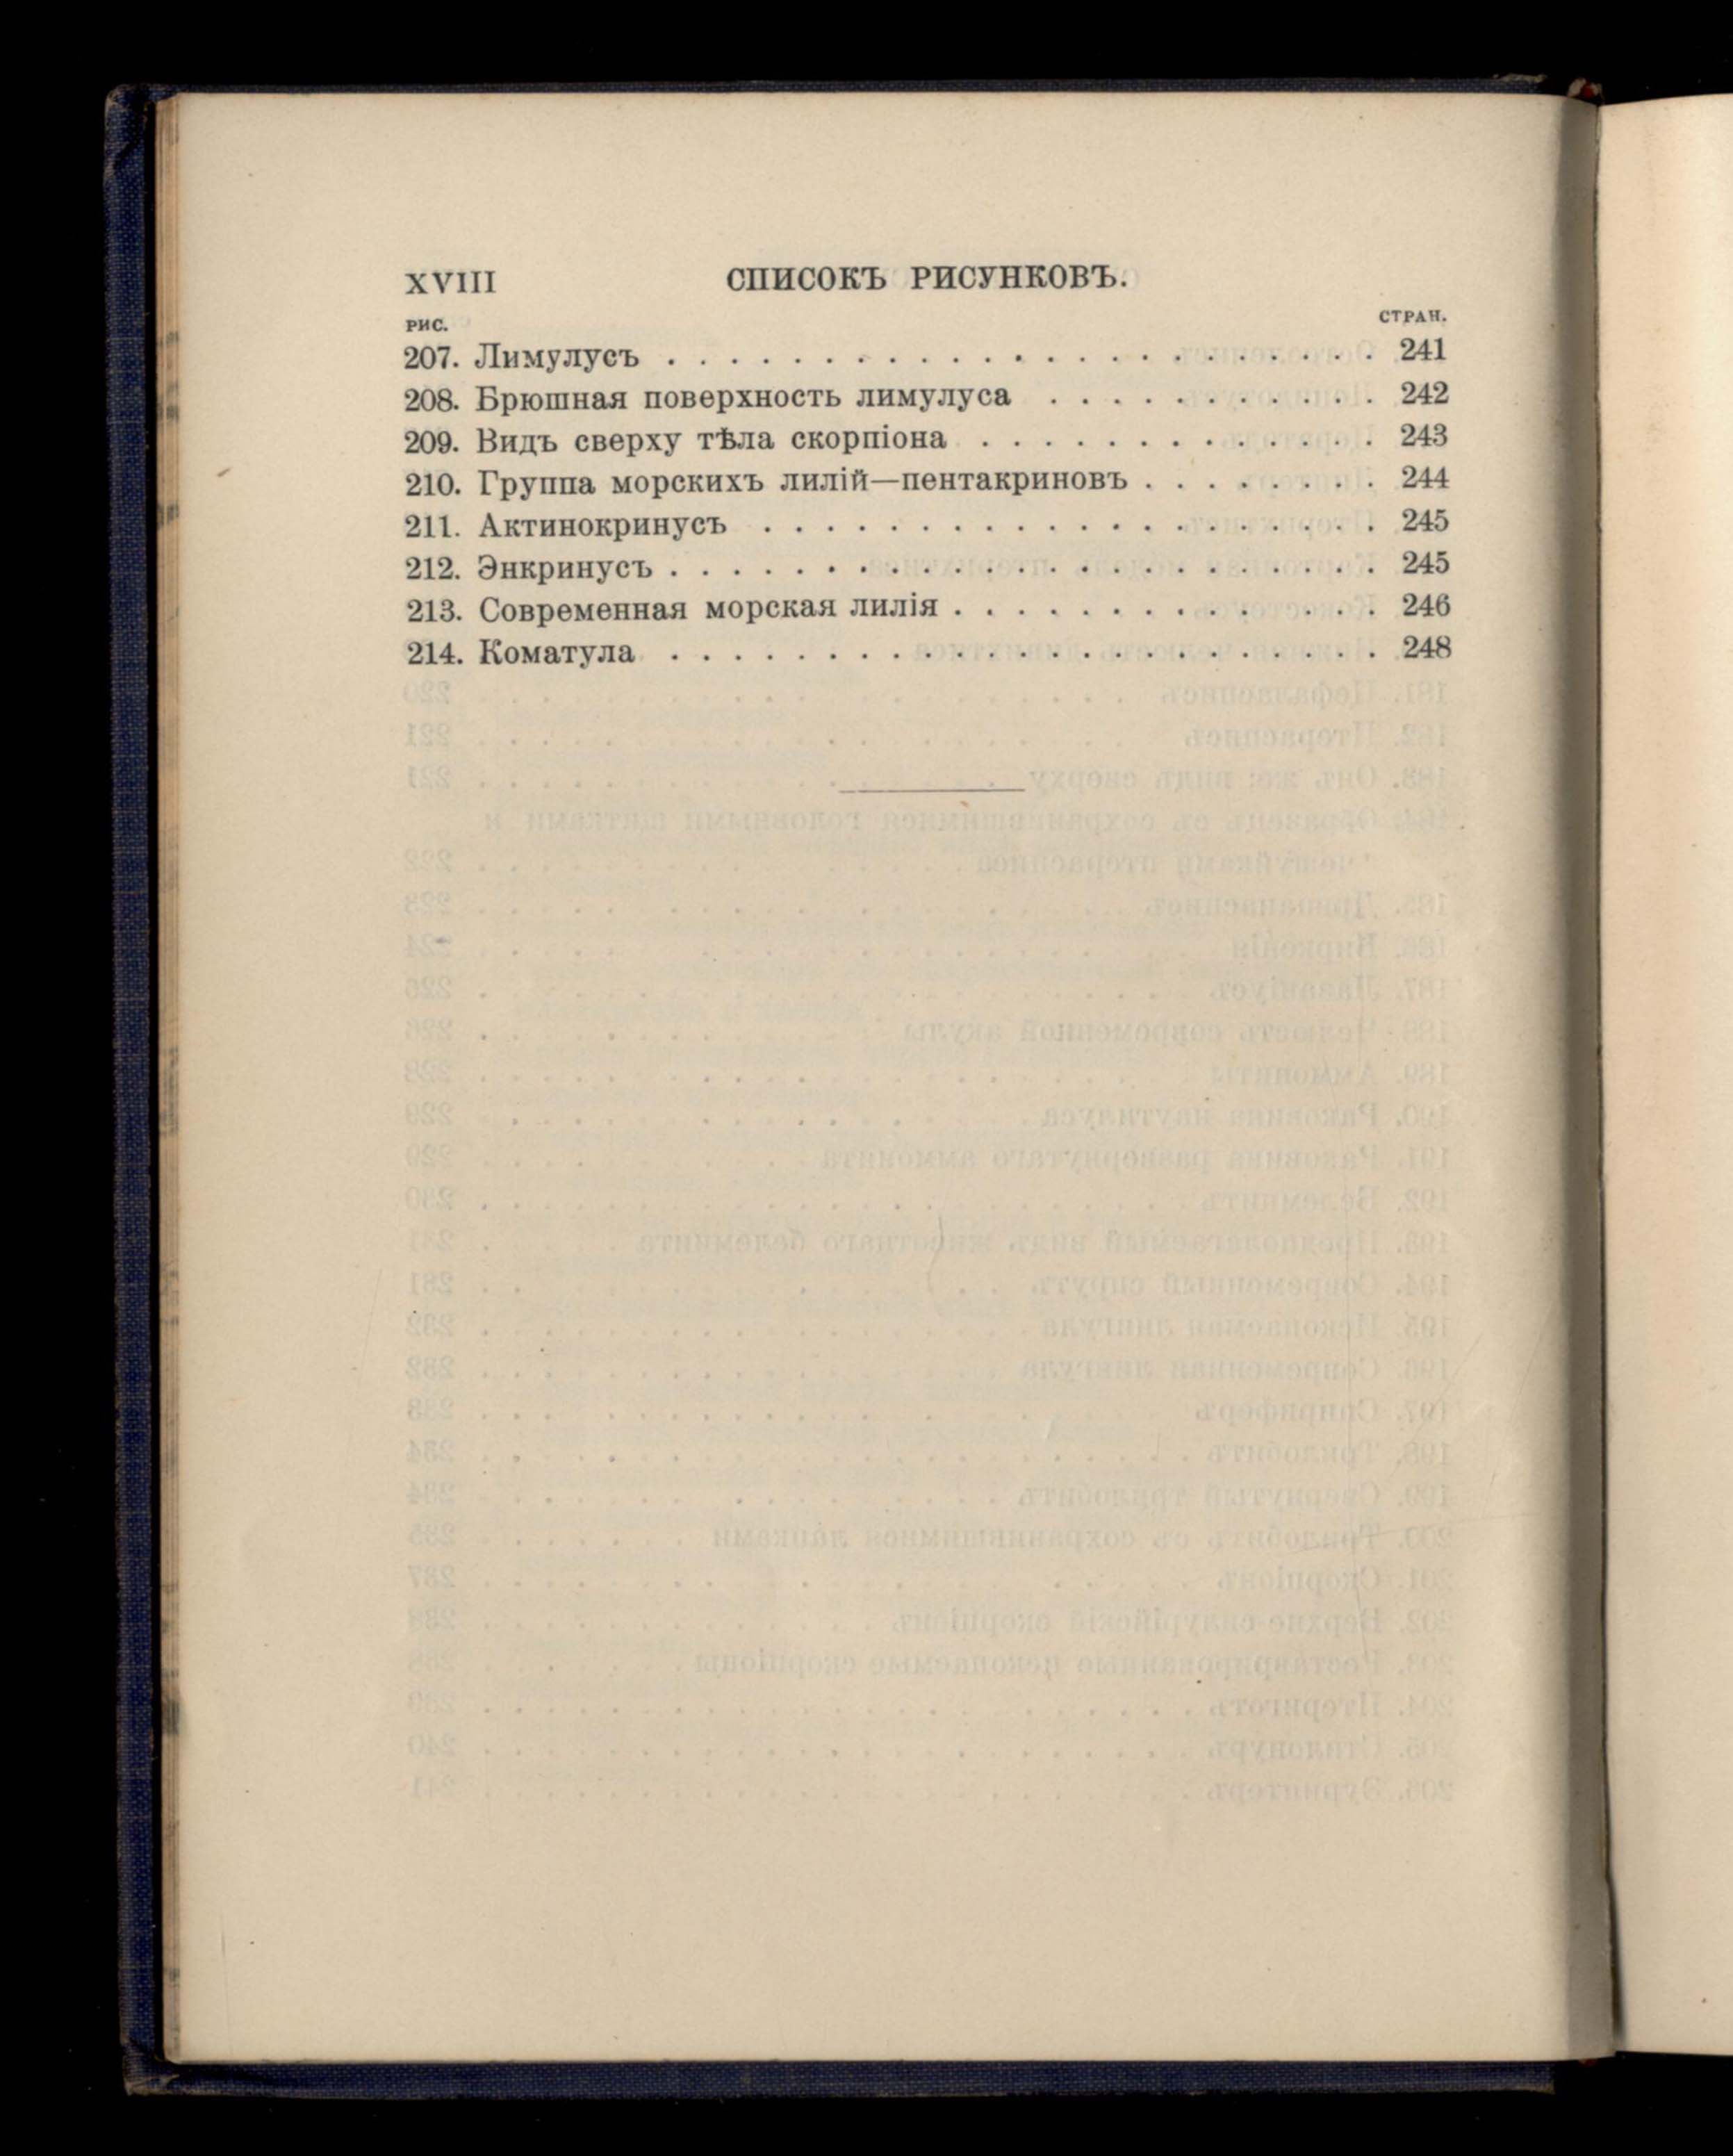 XVIII СПИСОКЪ РИСУНКОВЪ.
РИС. СТРАН.
207. Лимулусъ . . . . . . . . . . . . . . . . . . . . . . . 241
208. Брюшная поверхность лимулуса . . . . . . . . . . . 242
209. Видъ сверху тѣла скорпіона . . . . . . . . . . . . . 243
210. Группа морскихъ лилій—пентакриновъ . . . . . . . . 244
211. Актинокринусъ . . . . . . . . . . . . . . . . . . . . 245
212. Энкринусъ . . . . . . . . . . . . . . . . . . . . . . . 245
213. Современная морская лилія . . . . . . . . . . . . . . 246
214. Коматула . . . . . . . . . . . . . . . . . . . . . . . 248